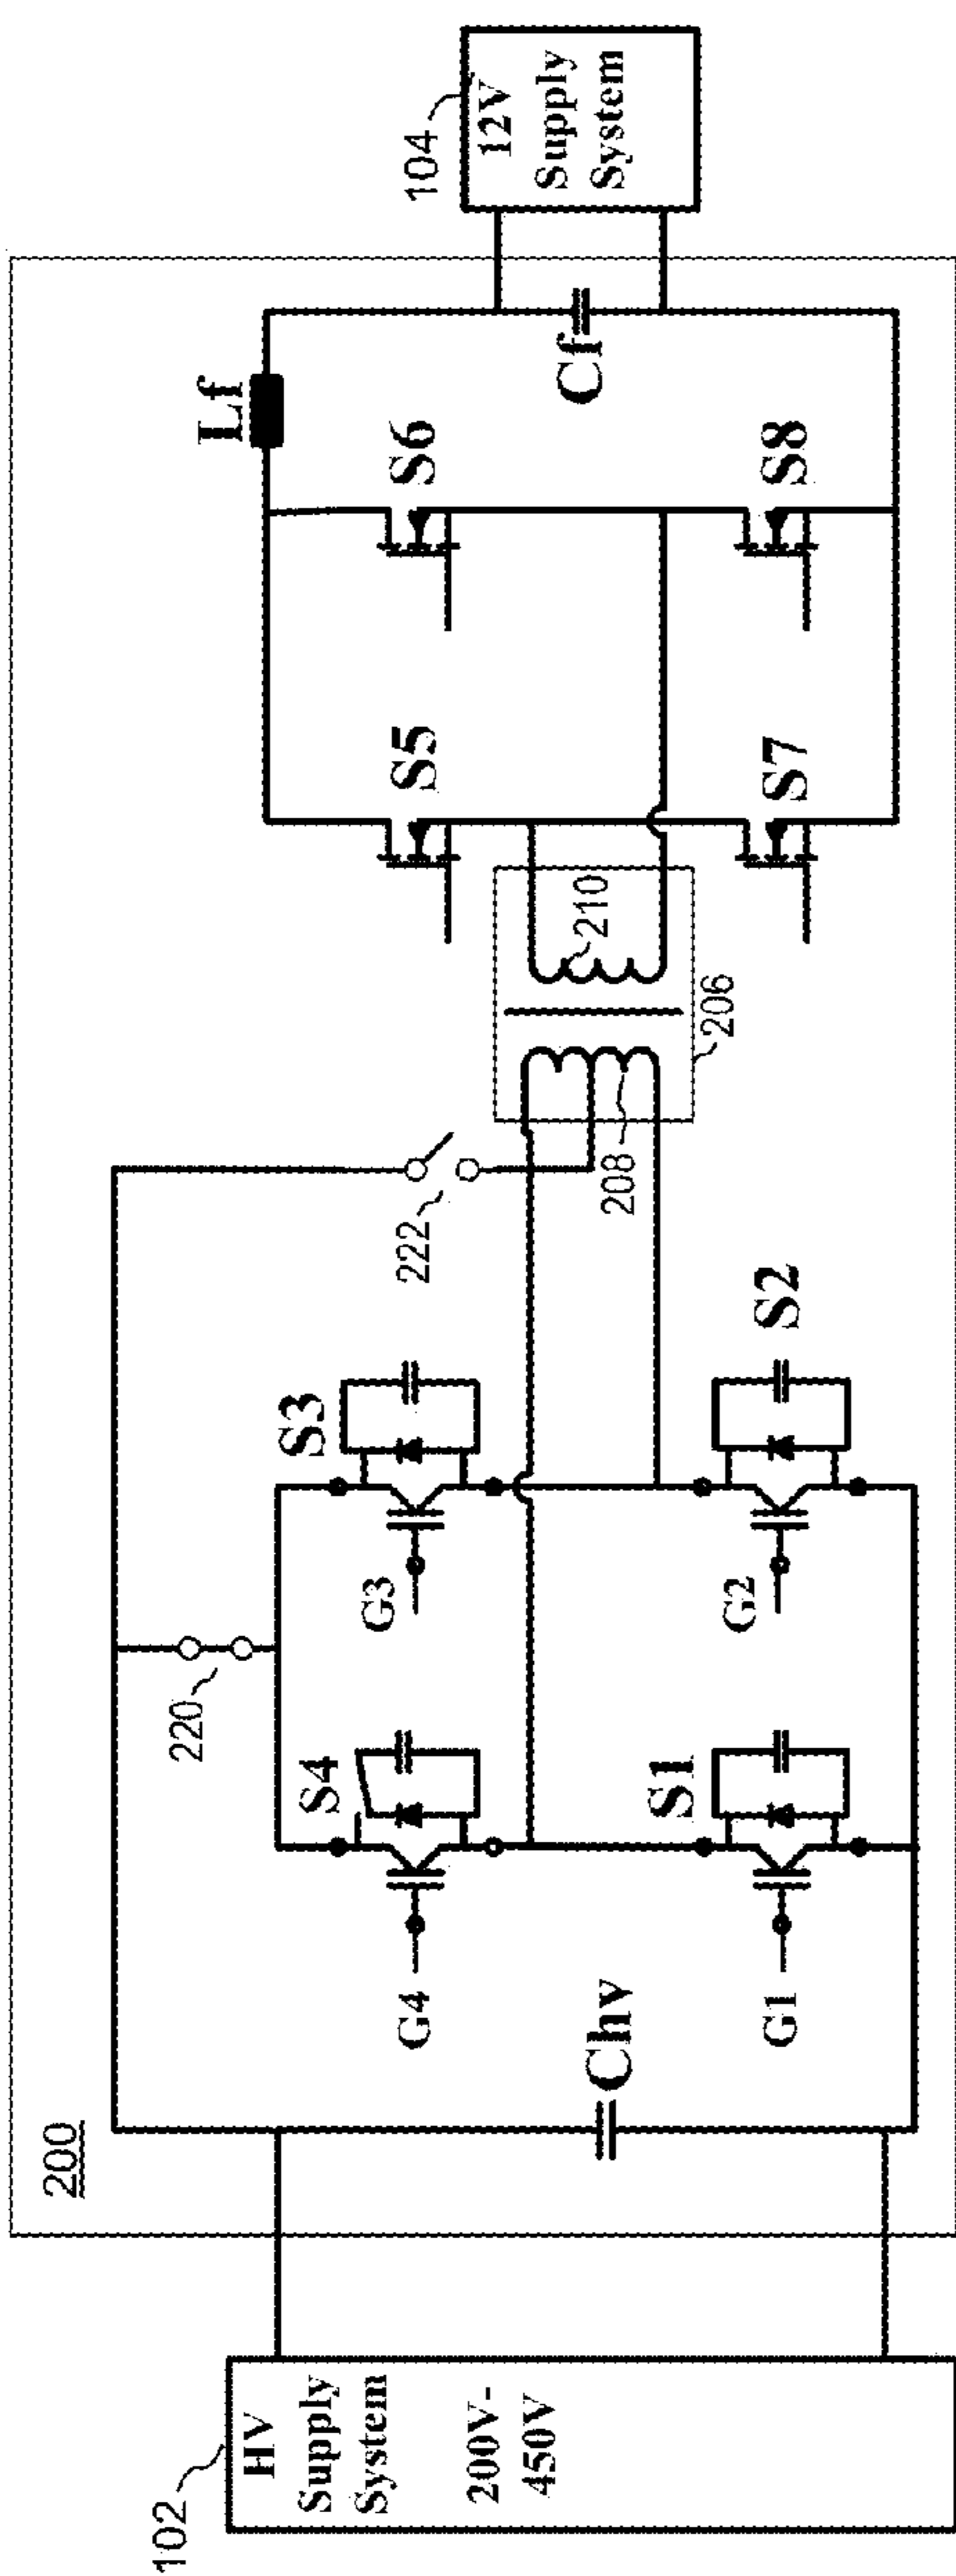 200
102
HV
Supply
System
200V-
450V
Chv
220
222
S4
G4
S3
G3
S1
G1
S2
G2
208
210
206
S5
S6
S7
S8
Lf
Cf
104
12V
Supply
System